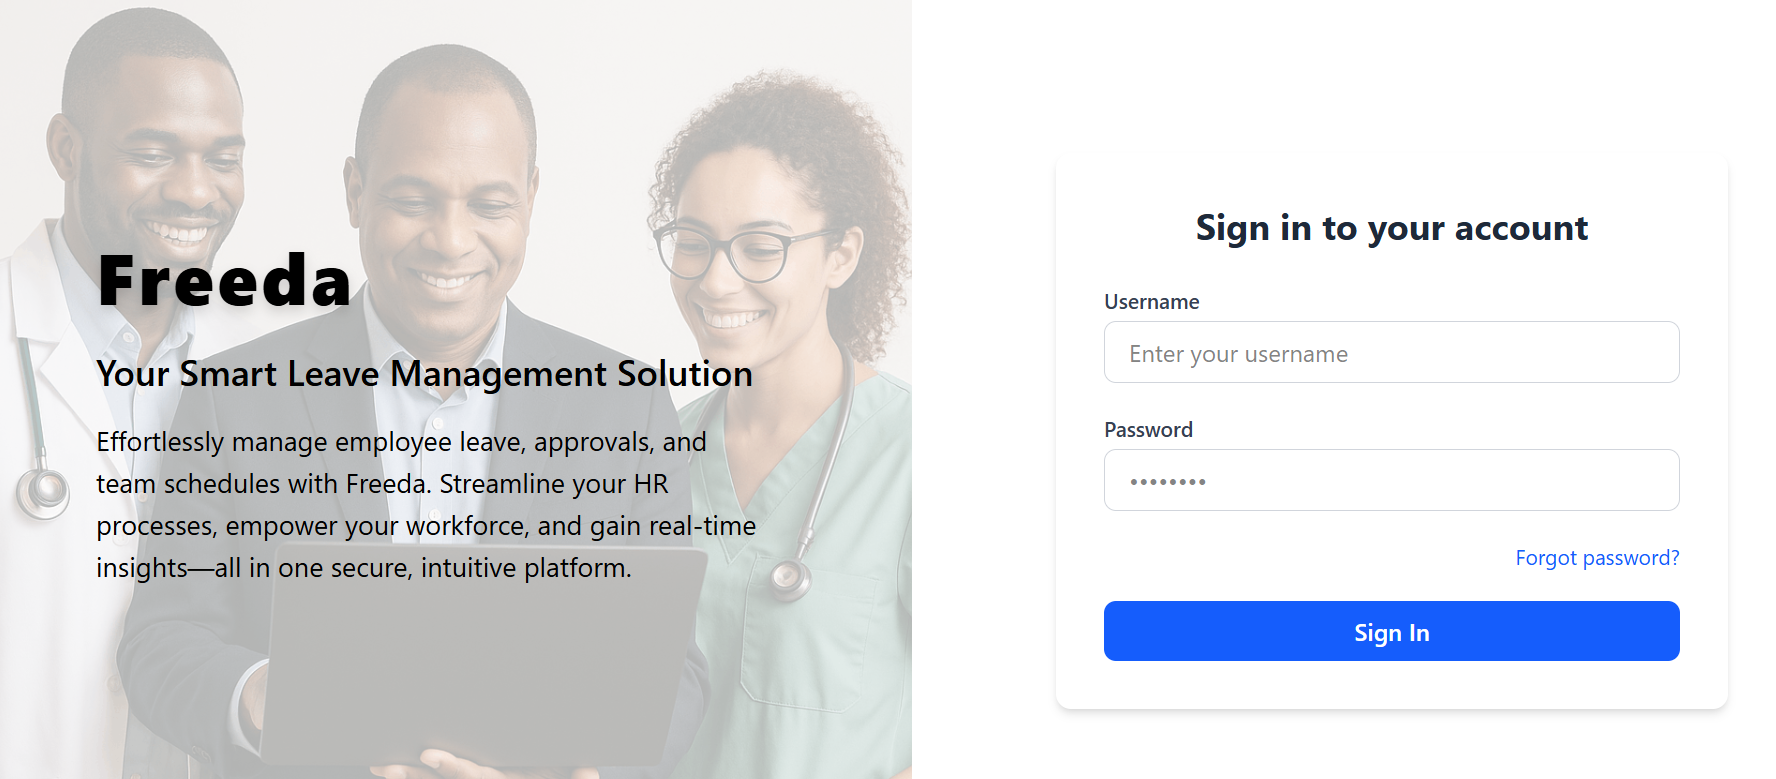 Freeda
Your Smart Leave Management Solution
Effortlessly manage employee leave, approvals, and
team schedules with Freeda. Streamline your HR
processes, empower your workforce, and gain real-time
insights—all in one secure, intuitive platform.
Sign in to your account
Username
Enter your username
Password
••••••••
Forgot password?
Sign In